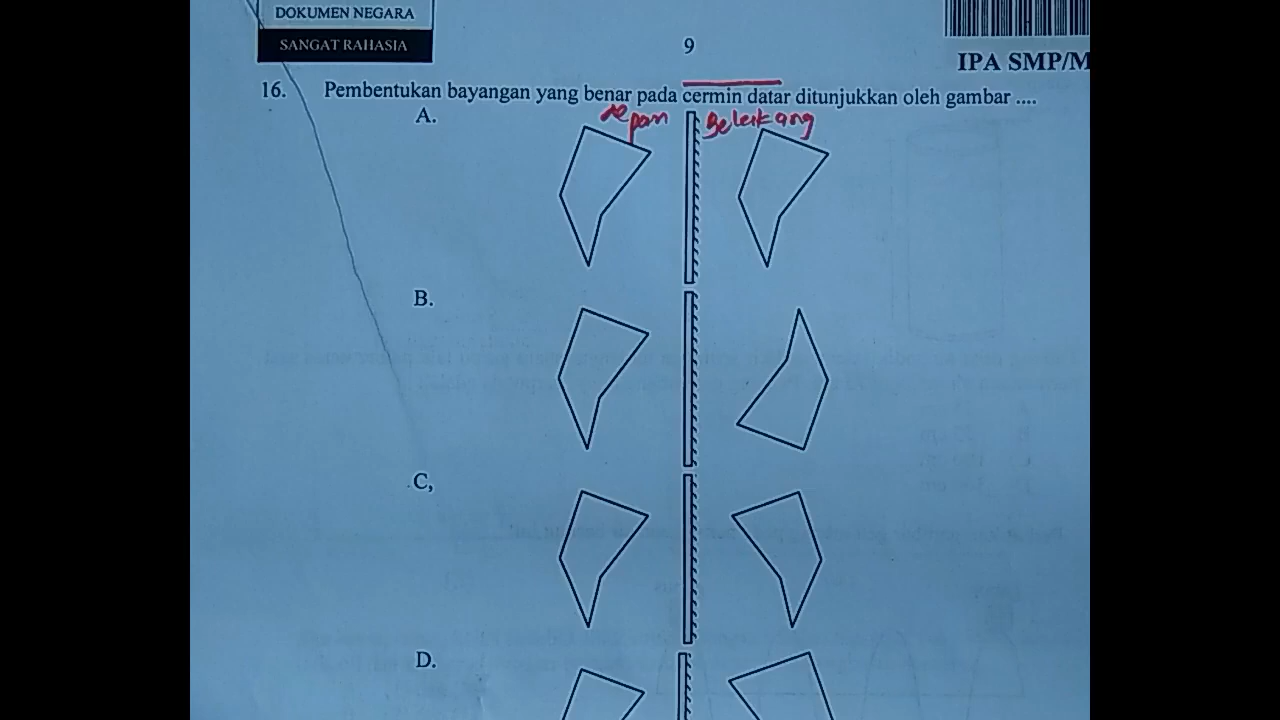 DOKUMEN NEGARA
SANGAT RAHASIA
9
IPA SMP/M
16. Pembentukan bayangan yang benar pada cermin datar ditunjukkan oleh gambar ....
A.
Belakang
B.
C,
D.